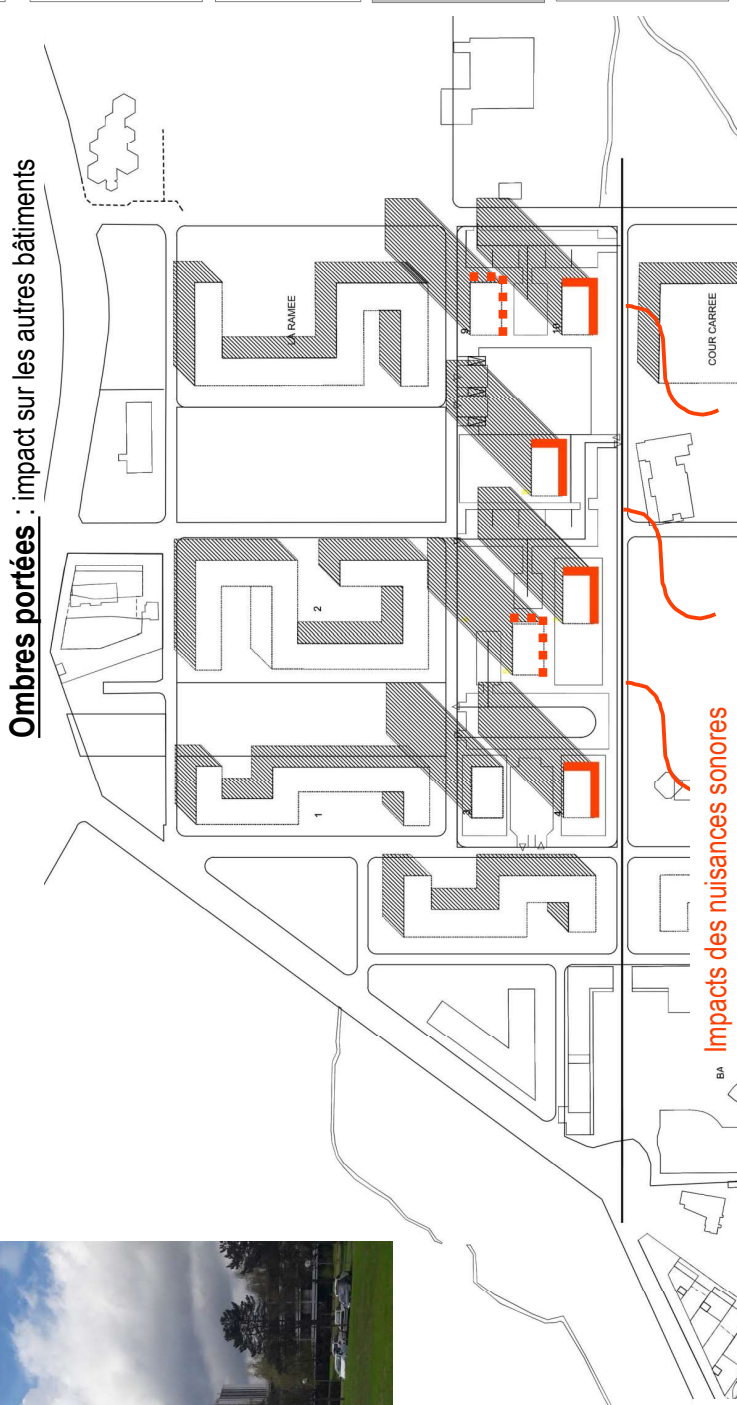 Ombres portées : impact sur les autres bâtiments
LA RAMEE
2
1
9
10
3
4
COUR CARREE
BA
Impacts des nuisances sonores